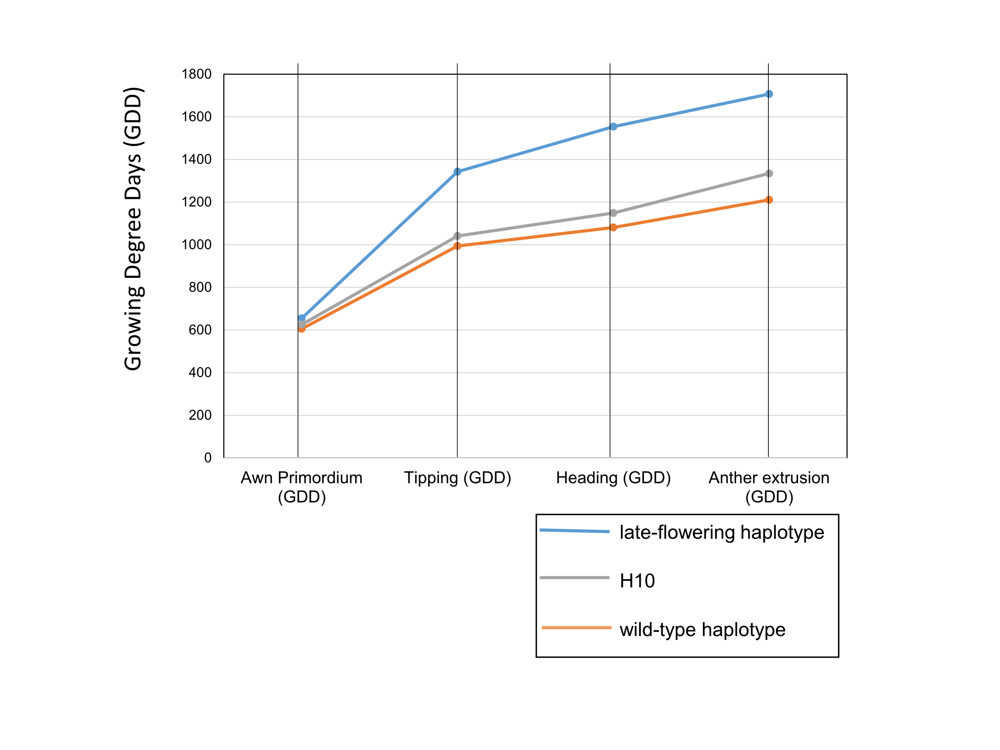 Growing Degree Days (GDD)
1800
1600
1400
1200
1000
800
600
400
200
0
Awn Primordium
(GDD)
Tipping (GDD)
Heading (GDD)
Anther extrusion
(GDD)
late-flowering haplotype
H10
wild-type haplotype